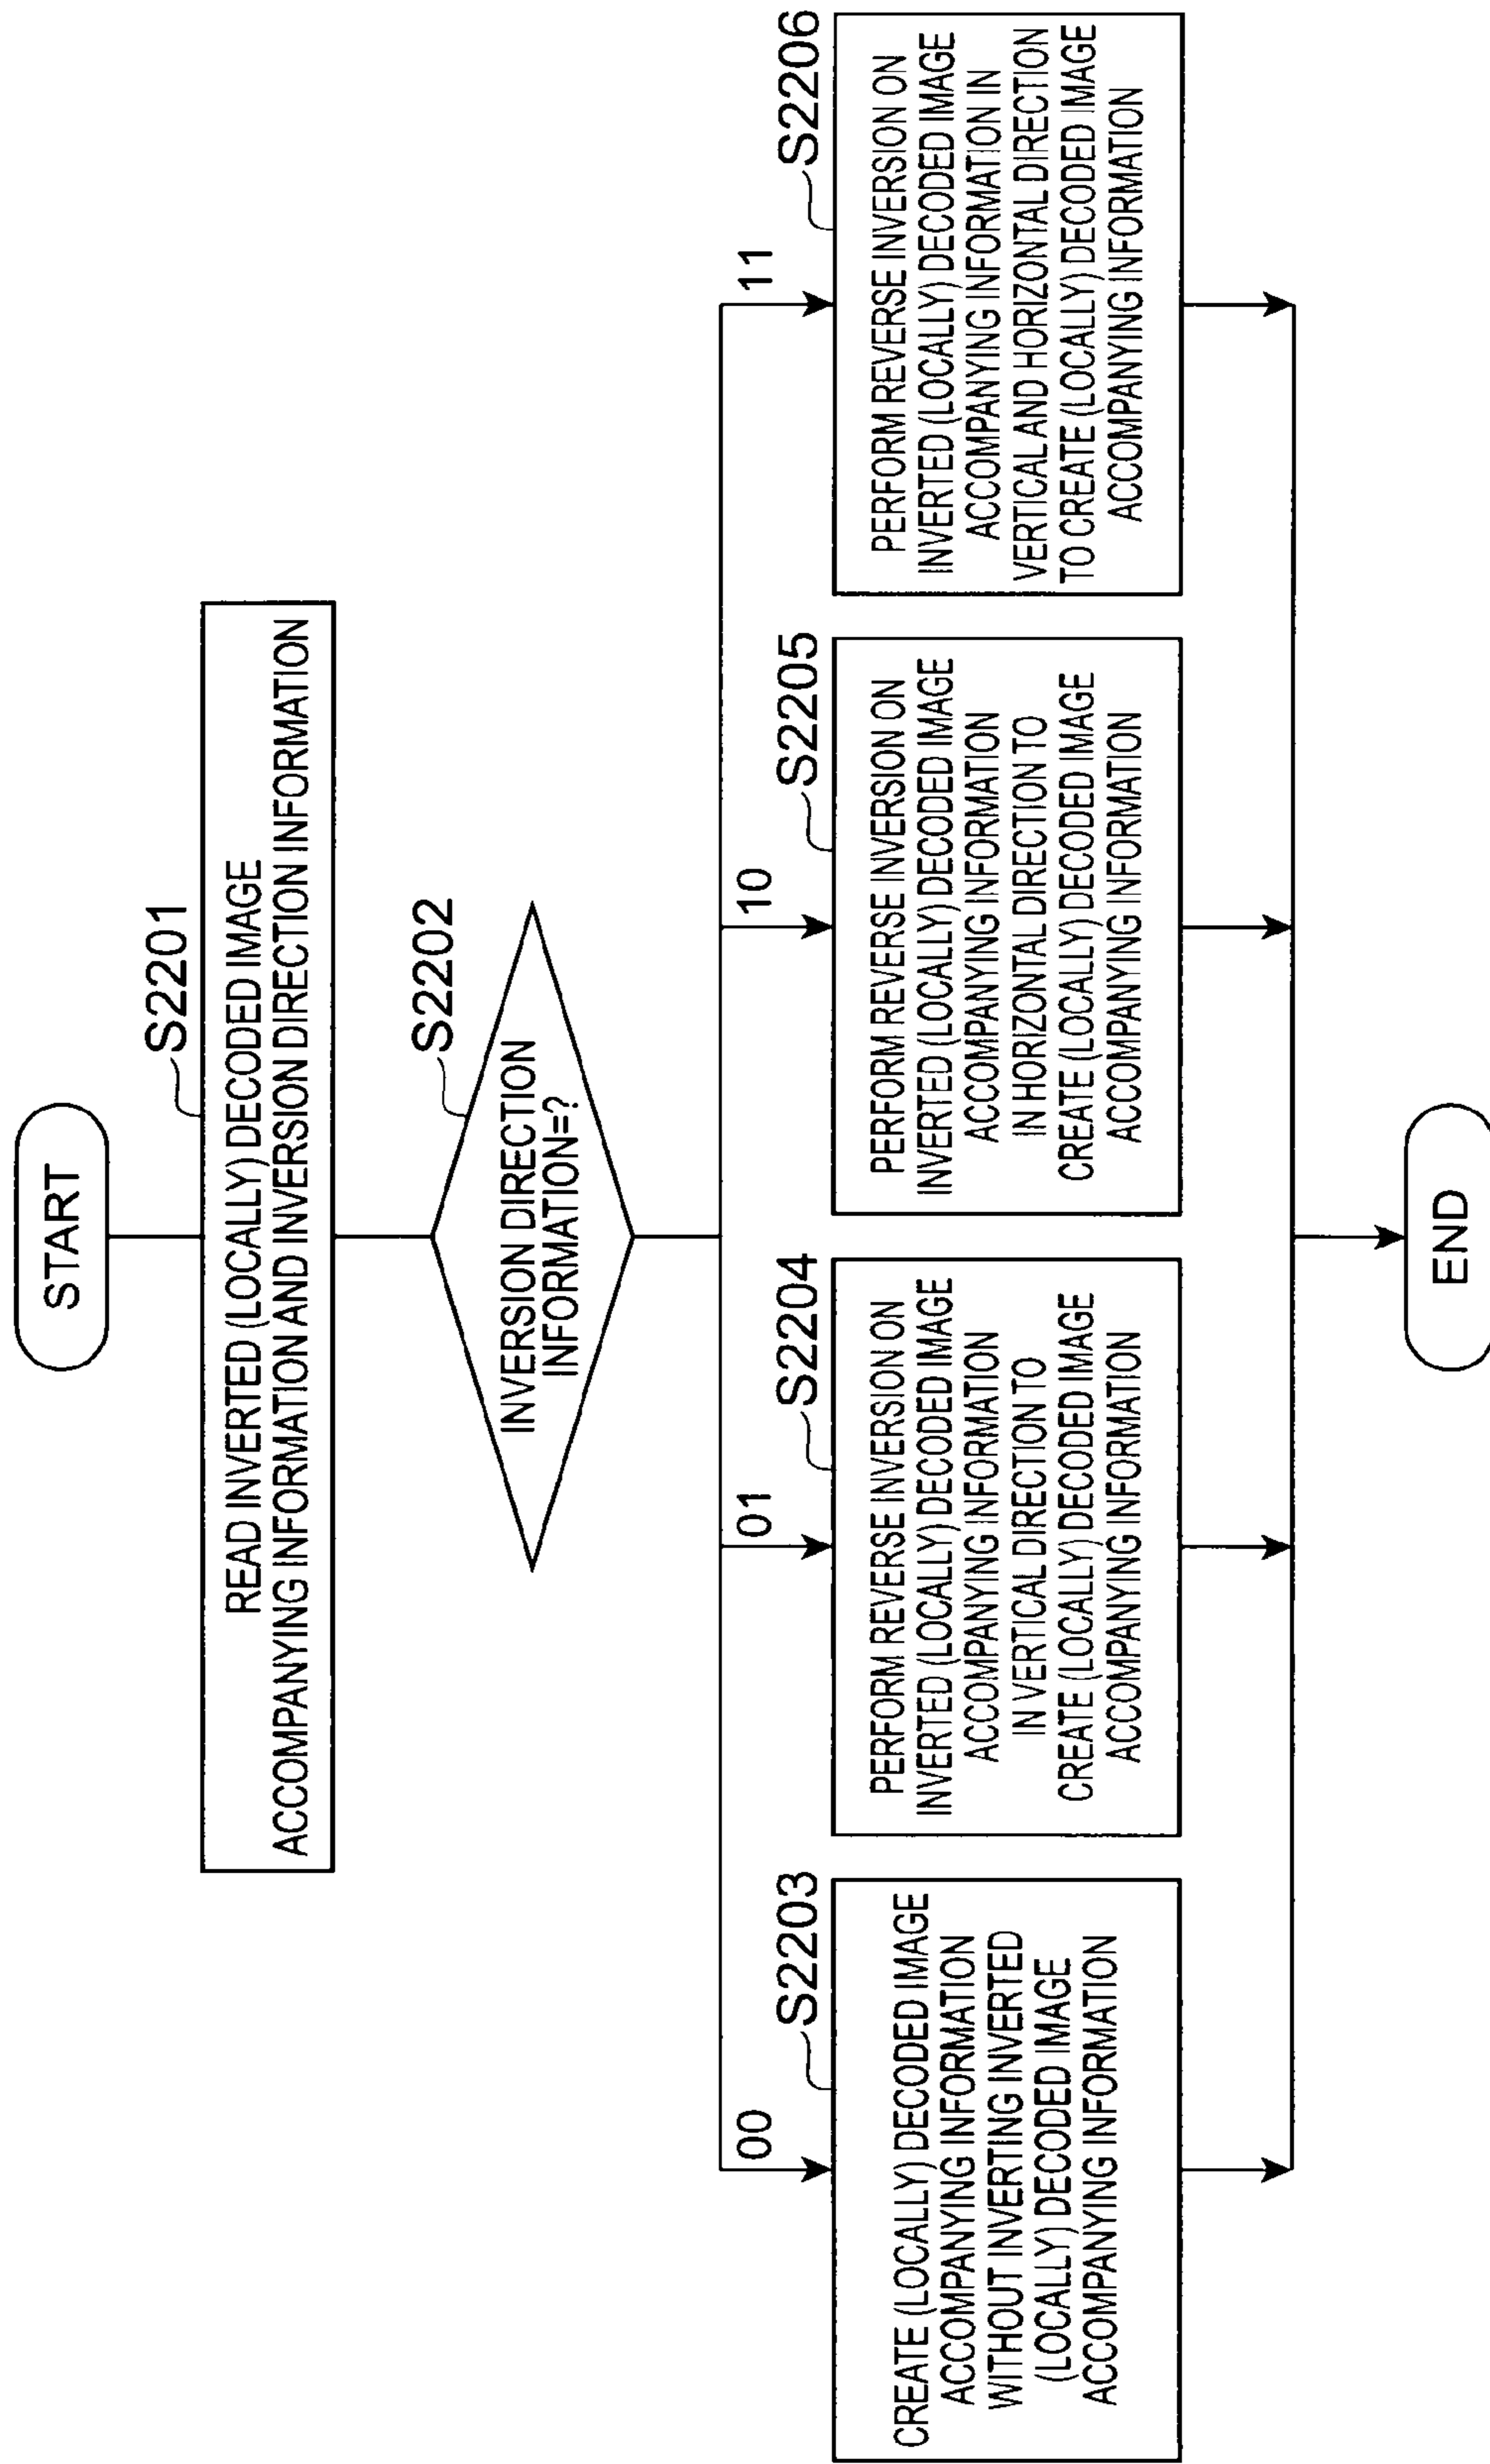 START
S2201
READ INVERTED (LOCALLY) DECODED IMAGE
ACCOMPANYING INFORMATION AND INVERSION DIRECTION INFORMATION
S2202
INVERSION DIRECTION
INFORMATION=?
00
S2203
CREATE (LOCALLY) DECODED IMAGE
ACCOMPANYING INFORMATION
WITHOUT INVERTING INVERTED
(LOCALLY) DECODED IMAGE
ACCOMPANYING INFORMATION
01
S2204
PERFORM REVERSE INVERSION ON
INVERTED (LOCALLY) DECODED IMAGE
ACCOMPANYING INFORMATION
IN VERTICAL DIRECTION TO
CREATE (LOCALLY) DECODED IMAGE
ACCOMPANYING INFORMATION
10
S2205
PERFORM REVERSE INVERSION ON
INVERTED (LOCALLY) DECODED IMAGE
ACCOMPANYING INFORMATION
IN HORIZONTAL DIRECTION TO
CREATE (LOCALLY) DECODED IMAGE
ACCOMPANYING INFORMATION
11
S2206
PERFORM REVERSE INVERSION ON
INVERTED (LOCALLY) DECODED IMAGE
ACCOMPANYING INFORMATION IN
VERTICAL AND HORIZONTAL DIRECTION
TO CREATE (LOCALLY) DECODED IMAGE
ACCOMPANYING INFORMATION
END